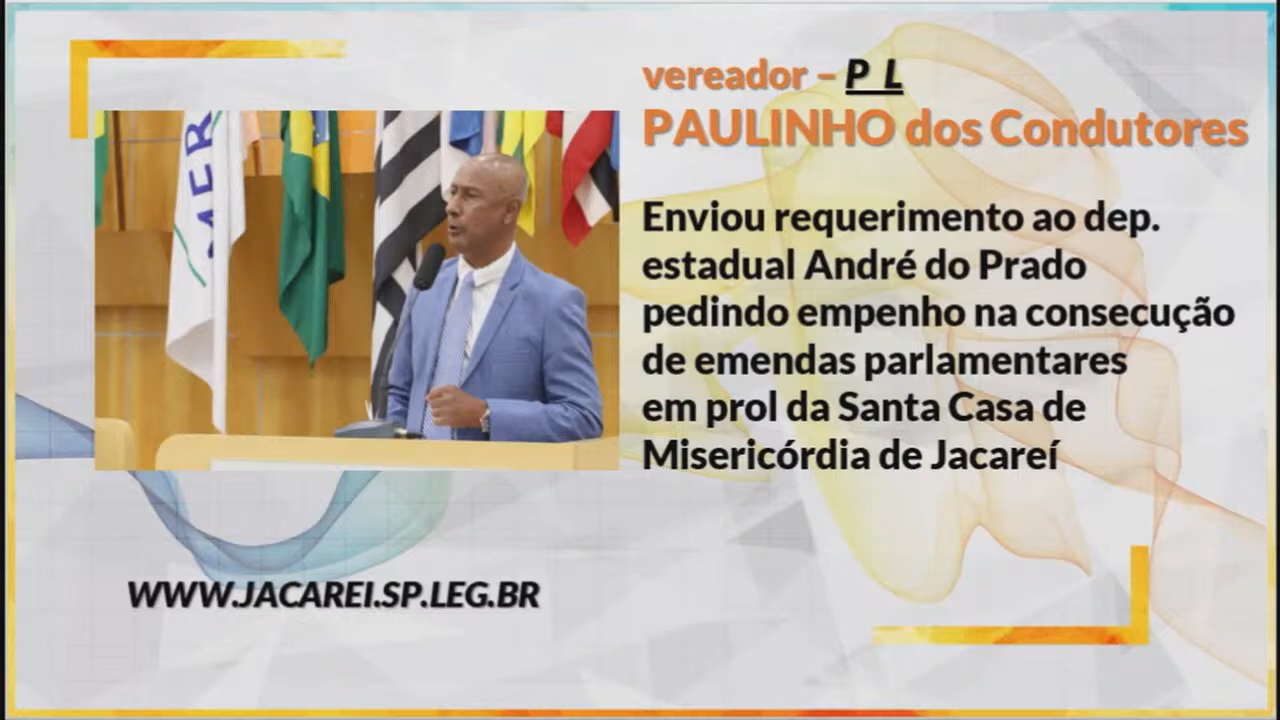 vereador – P L
PAULINHO dos Condutores
MER
Enviou requerimento ao dep.
estadual André do Prado
pedindo empenho na consecução
de emendas parlamentares
em prol da Santa Casa de
Misericórdia de Jacareí
WWW.JACAREI.SP.LEG.BR